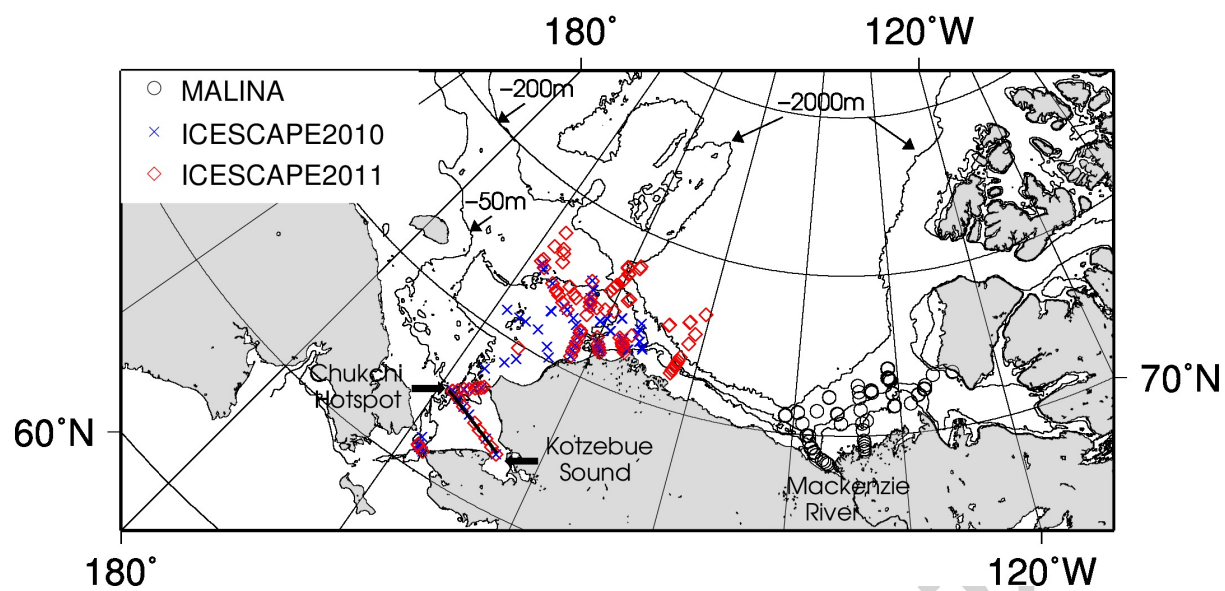 180˚ 120˚W
MALINA
ICESCAPE2010
ICESCAPE2011
−200m
−2000m
−50m
Chukchi
Hotspot
70˚N
60˚N
Kotzebue
Sound
Mackenzie
River
180˚ 120˚W